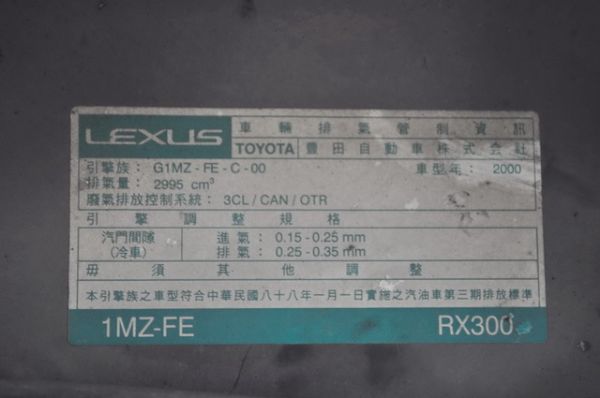 LEXUS 車輛排氣管制資訊
TOYOTA 豐田自動車株式会社
引擎族：G1MZ-FE-C-00 車型年：2000
排氣量：2995 cm³
廢氣排放控制系統：3CL/CAN/OTR
引擎調整規格
汽門間隙 進氣：0.15-0.25mm
(冷車) 排氣：0.25-0.35mm
毋須其他調整
本引擎族之車型符合中華民國八十八年一月一日實施之汽油車第三期排放標準
1MZ-FE RX300